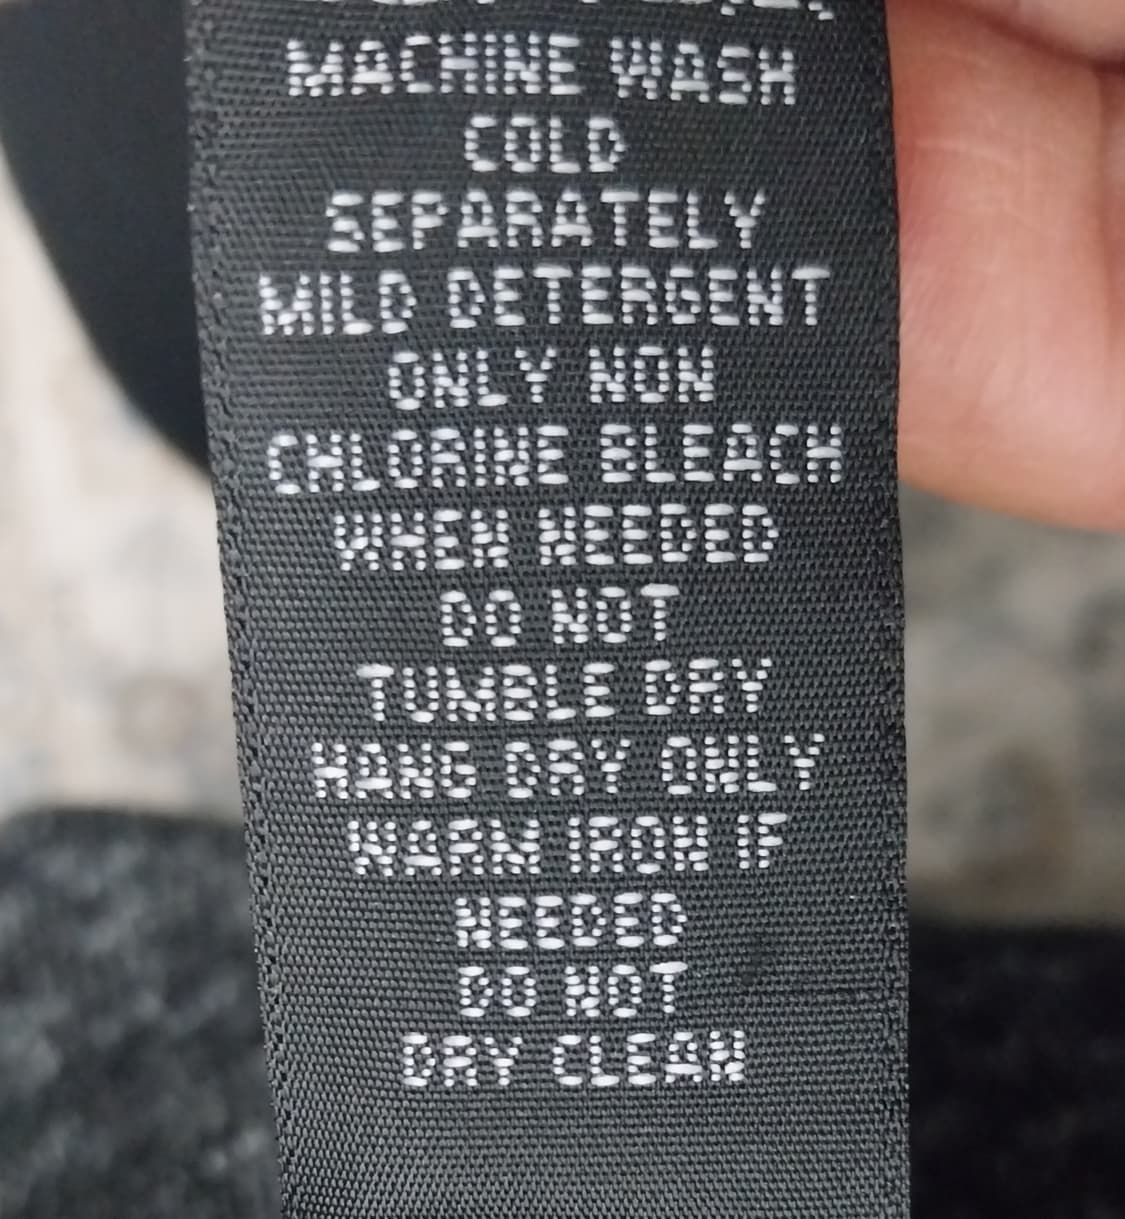 MACHINE WASH
COLD
SEPARATELY
MILD DETERGENT
ONLY NON
CHLORINE BLEACH
WHEN NEEDED
DO NOT
TUMBLE DRY
HANG DRY ONLY
WARM IRON IF
NEEDED
DO NOT
DRY CLEAN